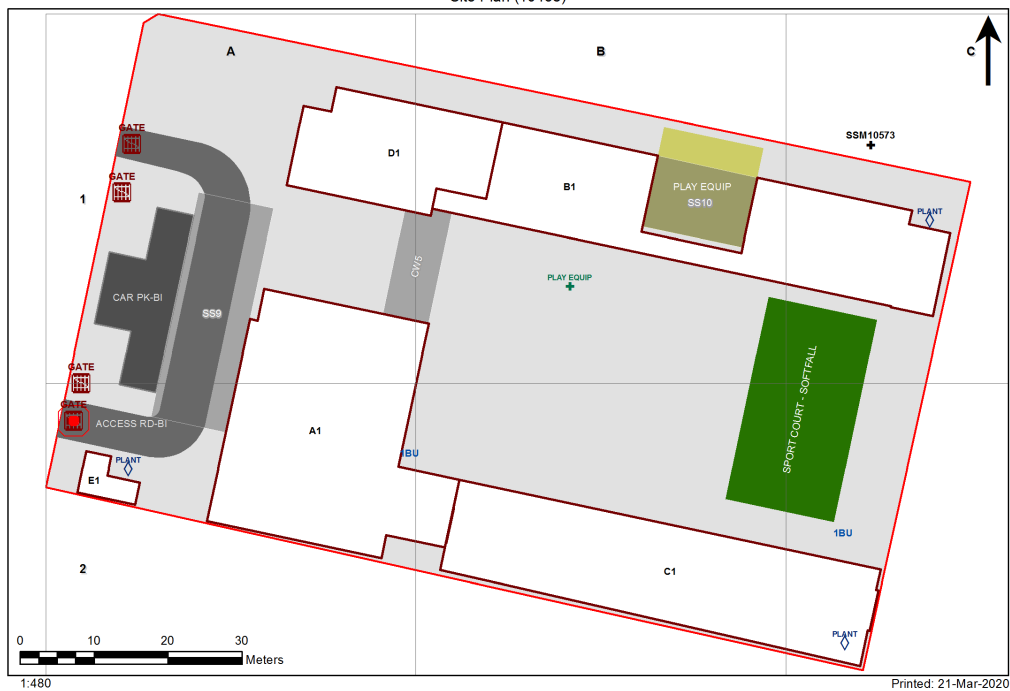 A
B
C
GATE
D1
SSM10573
GATE
B1
PLAY EQUIP
SS10
1
PLANT
CW5
PLAY EQUIP
CAR PK-BI
SS9
GATE
GATE
SPORT COURT - SOFTFALL
ACCESS RD-BI
A1
PLANT
1BU
E1
1BU
2
C1
PLANT
0 10 20 30
Meters
1:480
Printed: 21-Mar-2020